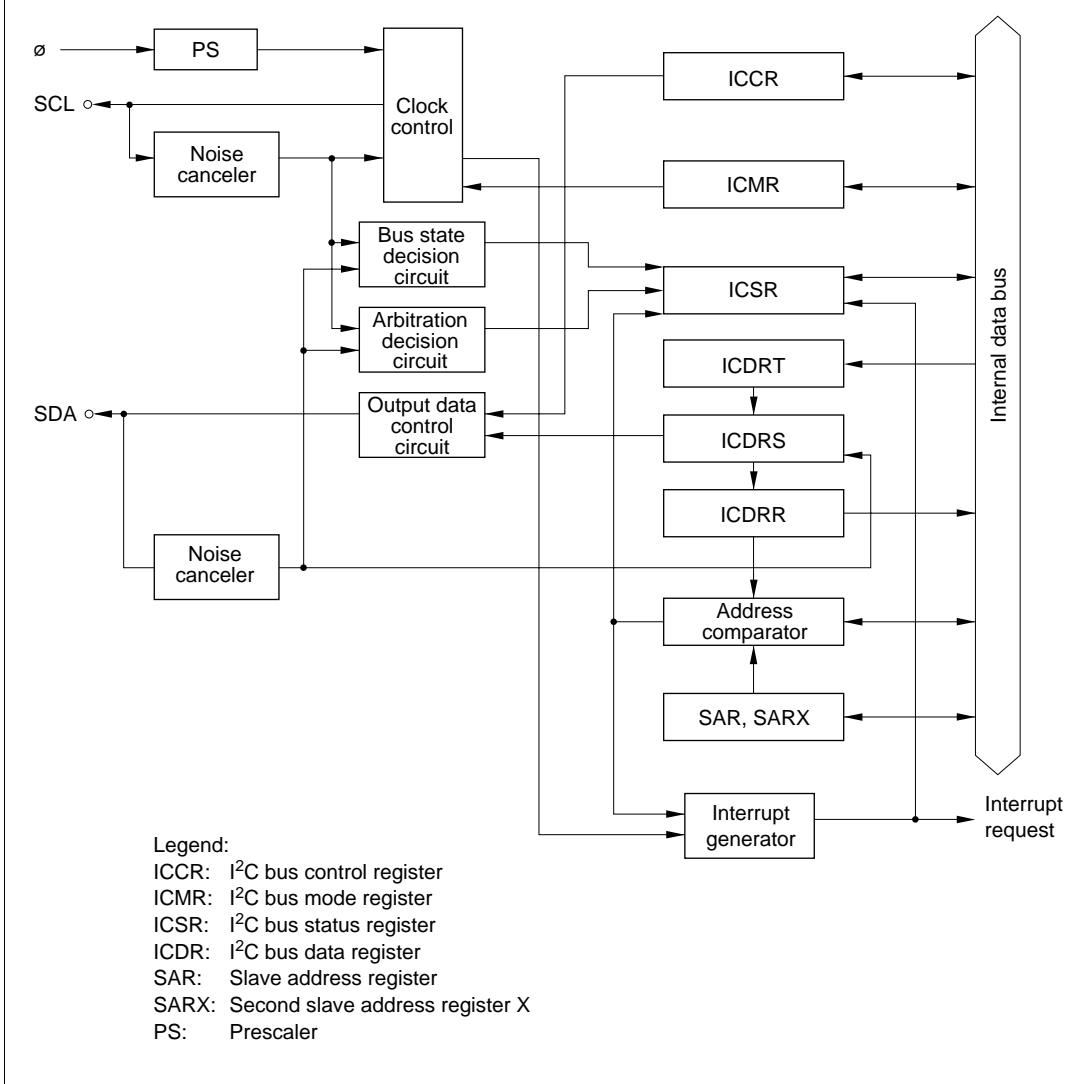 ø
PS
SCL
Clock
control
Noise
canceler
ICCR
ICMR
Bus state
decision
circuit
ICSR
Arbitration
decision
circuit
ICDRT
SDA
Output data
control
circuit
ICDRS
ICDRR
Noise
canceler
Address
comparator
SAR, SARX
Internal data bus
Interrupt
generator
Interrupt
request
Legend:
ICCR: I²C bus control register
ICMR: I²C bus mode register
ICSR: I²C bus status register
ICDR: I²C bus data register
SAR: Slave address register
SARX: Second slave address register X
PS: Prescaler